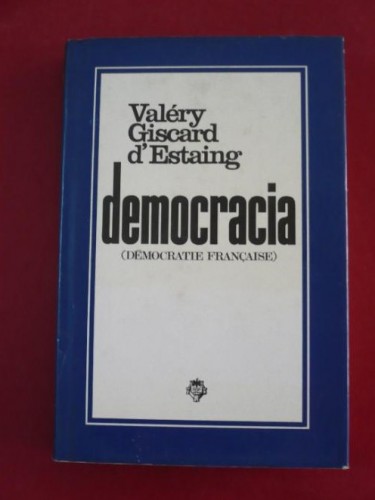 Valéry
Giscard
d'Estaing
democracia
(DÉMOCRATIE FRANÇAISE)